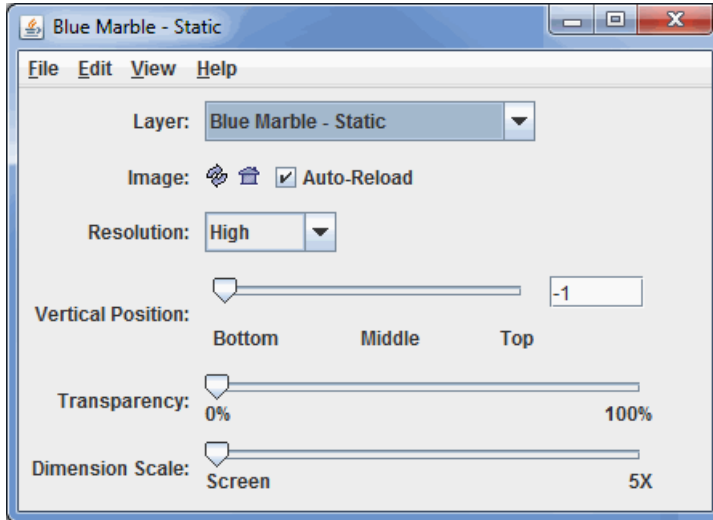 Blue Marble - Static
File Edit View Help
Layer: Blue Marble - Static
Image: Auto-Reload
Resolution: High
Vertical Position: -1
Bottom Middle Top
Transparency:
0% 100%
Dimension Scale:
Screen 5X